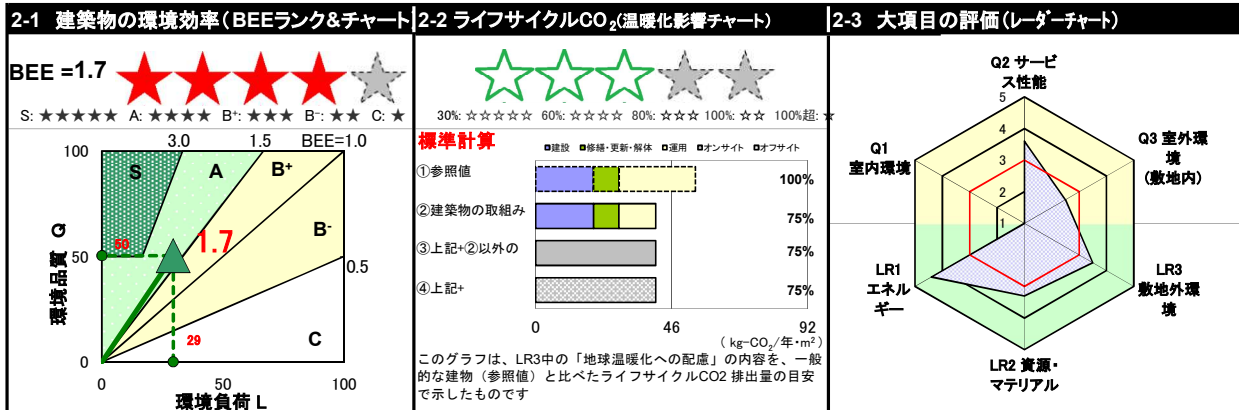 2-1 建築物の環境効率(BEEランク&チャート
BEE =1.7
S: ★★★★★ A: ★★★★ B+: ★★★ B-: ★★ C: ★
3.0 1.5 BEE=1.0
100
S
A
B+
50
1.7
B-
50
0.5
29
C
0
環境品質 Q
0 50 100
環境負荷 L
2-2 ライフサイクルCO2(温暖化影響チャート)
30%: ☆☆☆☆☆ 60%: ☆☆☆☆ 80%: ☆☆☆ 100%: ☆☆ 100%超: ☆
標準計算
■建設 ■修繕・更新・解体 □運用 □オンサイト □オフサイト
①参照値 100%
②建築物の取組み 75%
③上記+②以外の 75%
④上記+ 75%
0 46 92
( kg-CO2/年・m2)
このグラフは、LR3中の「地球温暖化への配慮」の内容を、一般
的な建物(参照値)と比べたライフサイクルCO2 排出量の目安
で示したものです
2-3 大項目の評価(レーダーチャート)
Q2 サービ
ス性能
5
4
3
2
1
Q3 室外環
境
(敷地内)
Q1
室内環境
LR1
エネル
ギー
LR3
敷地外環
境
LR2 資源・
マテリアル